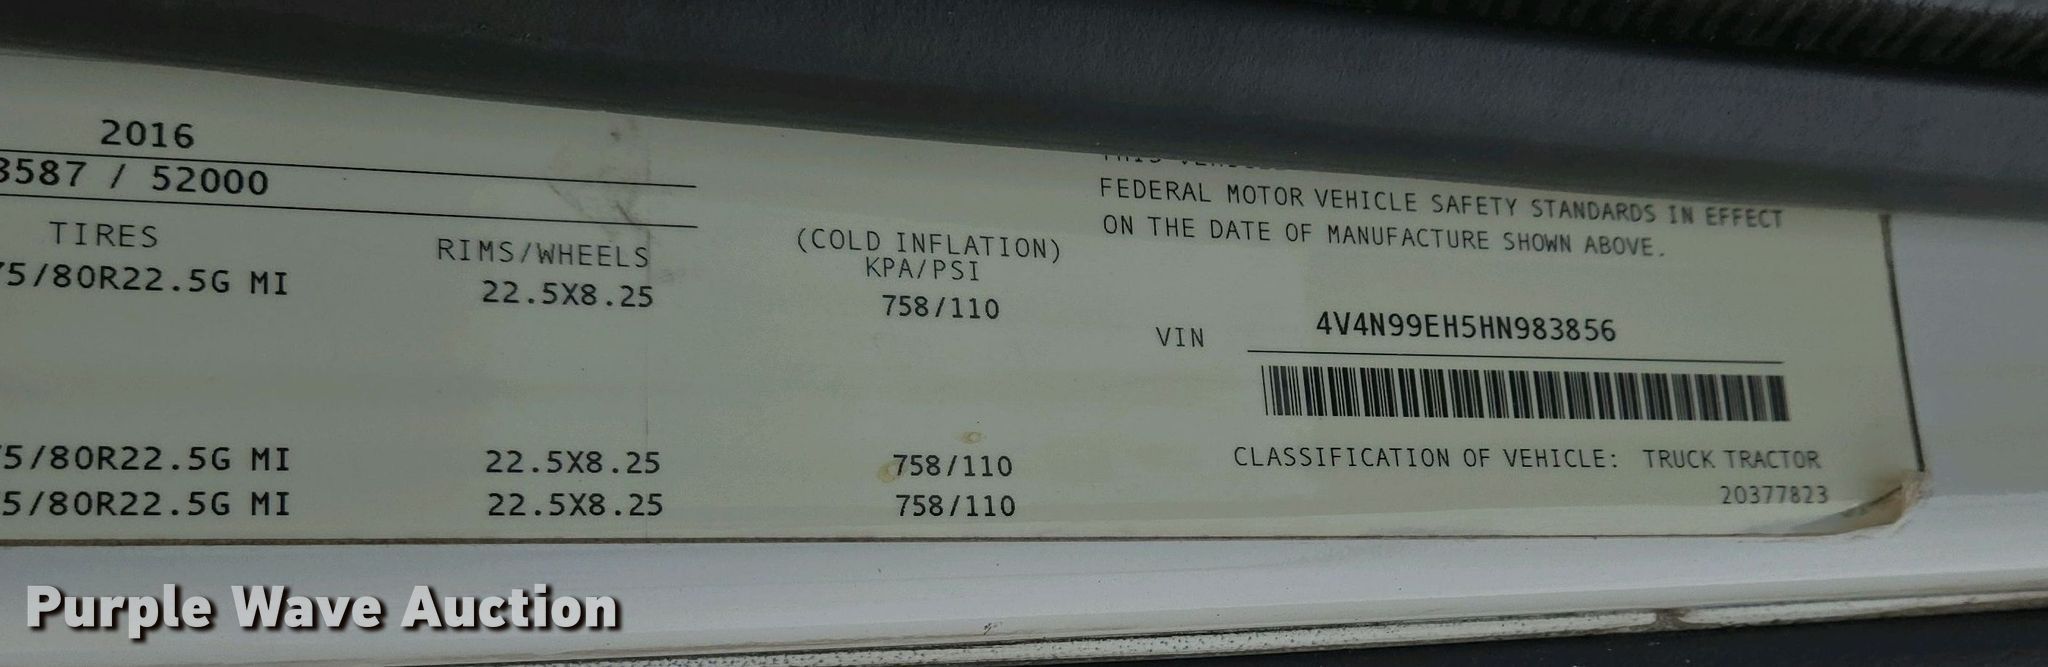 2016
3587 / 52000
TIRES
RIMS/WHEELS
(COLD INFLATION)
KPA/PSI
75/80R22.5G MI 22.5X8.25 758/110
5/80R22.5G MI 22.5X8.25 758/110
5/80R22.5G MI 22.5X8.25 758/110
FEDERAL MOTOR VEHICLE SAFETY STANDARDS IN EFFECT
ON THE DATE OF MANUFACTURE SHOWN ABOVE.
VIN 4V4N99EH5HN983856
CLASSIFICATION OF VEHICLE: TRUCK TRACTOR
20377823
Purple Wave Auction